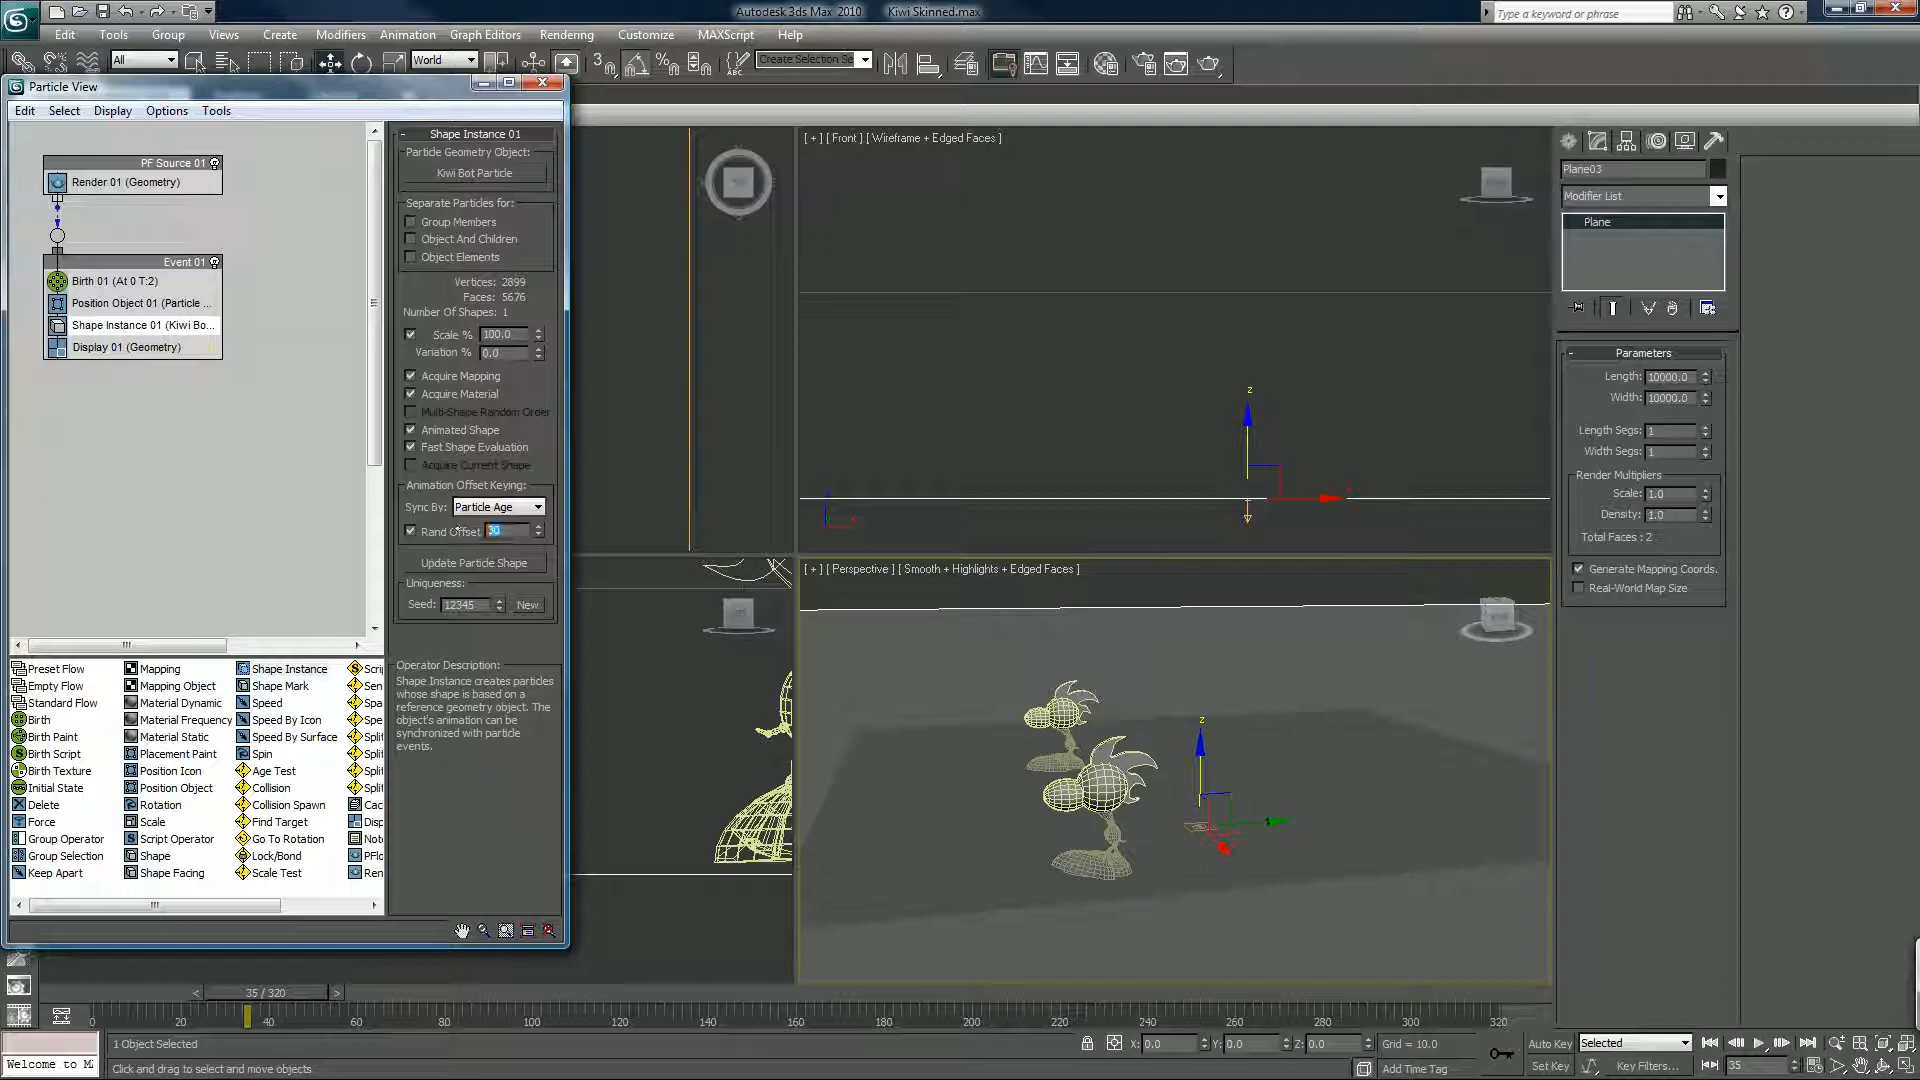 Autodesk 3ds Max 2010 Kiwi Skinned.max
Type a keyword or phrase
Edit Tools Group Views Create Modifiers Animation Graph Editors Rendering Customize MAXScript Help
All World Create Selection Se
Particle View
Edit Select Display Options Tools
PF Source 01
Render 01 (Geometry)
Event 01
Birth 01 (At 0 T:2)
Position Object 01 (Particle ...
Shape Instance 01 (Kiwi Bo...
Display 01 (Geometry)
Shape Instance 01
Particle Geometry Object:
Kiwi Bot Particle
Separate Particles for:
Group Members
Object And Children
Object Elements
Vertices: 2899
Faces: 5676
Number Of Shapes: 1
Scale % 100.0
Variation % 0.0
Acquire Mapping
Acquire Material
Multi-Shape Random Order
Animated Shape
Fast Shape Evaluation
Acquire Current Shape
Animation Offset Keying:
Sync By: Particle Age
Rand Offset 30
Update Particle Shape
Uniqueness:
Seed: 12345 New
Operator Description:
Shape Instance creates particles
whose shape is based on a
reference geometry object. The
object's animation can be
synchronized with particle
events.
Preset Flow Mapping Shape Instance Scri
Empty Flow Mapping Object Shape Mark Sen
Standard Flow Material Dynamic Speed Spa
Birth Material Frequency Speed By Icon Spe
Birth Paint Material Static Speed By Surface Split
Birth Script Placement Paint Spin Split
Birth Texture Position Icon Age Test Split
Initial State Position Object Collision Split
Delete Rotation Collision Spawn Cac
Force Scale Find Target Disp
Group Operator Script Operator Go To Rotation Not
Group Selection Shape Lock/Bond PFlo
Keep Apart Shape Facing Scale Test Ren
[ + ] [ Front ] [ Wireframe + Edged Faces ]
z
x
[ + ] [ Perspective ] [ Smooth + Highlights + Edged Faces ]
z
Plane03
Modifier List
Plane
Parameters
Length: 10000.0
Width: 10000.0
Length Segs: 1
Width Segs: 1
Render Multipliers
Scale: 1.0
Density: 1.0
Total Faces : 2
Generate Mapping Coords.
Real-World Map Size
< 35 / 320 >
0 20 40 60 80 100 120 140 160 180 200 220 240 260 280 300 320
1 Object Selected X: 0.0 Y: 0.0 Z: 0.0 Grid = 10.0 Auto Key Selected
Welcome to M Click and drag to select and move objects Add Time Tag Set Key Key Filters... 35